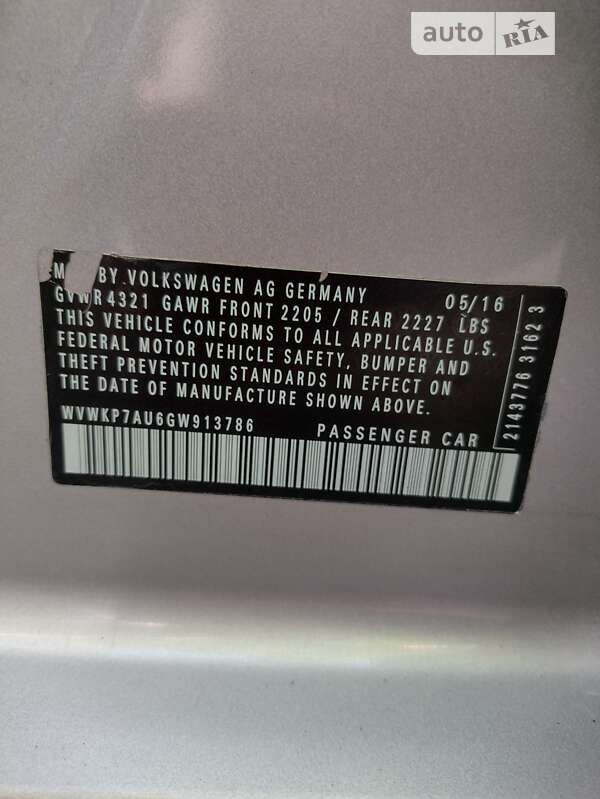 auto RIA
BY VOLKSWAGEN AG GERMANY 05/16
GVWR 4321 GAWR FRONT 2205 / REAR 2227 LBS
THIS VEHICLE CONFORMS TO ALL APPLICABLE U.S.
FEDERAL MOTOR VEHICLE SAFETY, BUMPER AND
THEFT PREVENTION STANDARDS IN EFFECT ON
THE DATE OF MANUFACTURE SHOWN ABOVE.
WVWKP7AU6GW913786 PASSENGER CAR
2143776 3162 3